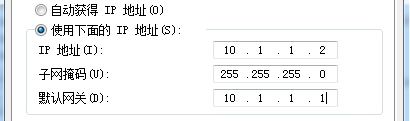 自动获得 IP 地址(O)
使用下面的 IP 地址(S):
IP 地址(I): 10 . 1 . 1 . 2
子网掩码(U): 255 .255 .255 . 0
默认网关(D): 10 . 1 . 1 . 1